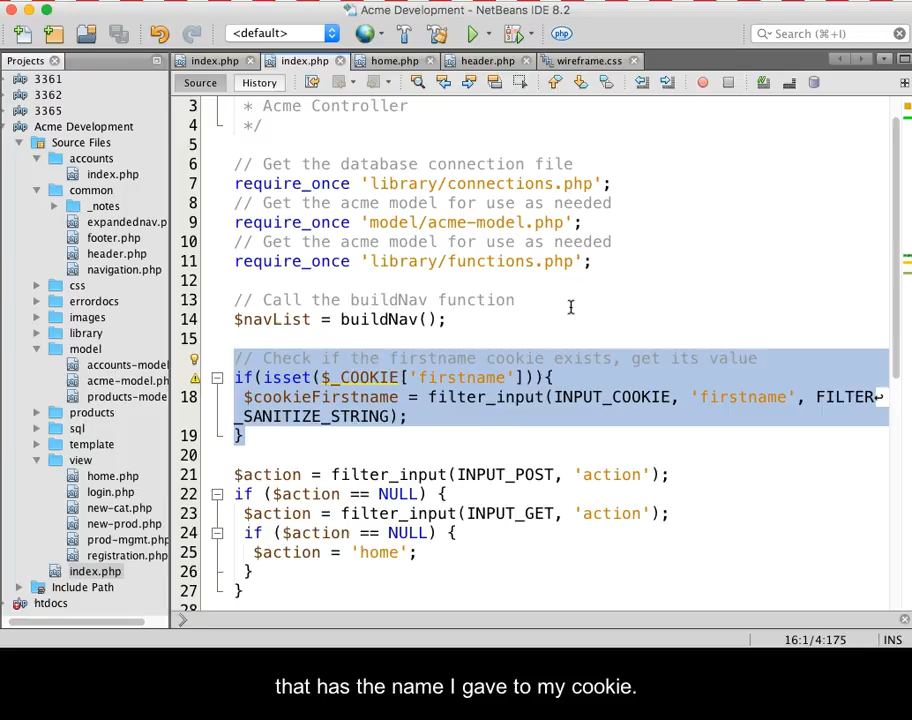 Acme Development - NetBeans IDE 8.2
<default>
php
Search (⌘+I)
Projects
index.php
index.php
home.php
header.php
wireframe.css
Source
History
3361
3362
3365
Acme Development
Source Files
accounts
index.php
common
_notes
expandednav.p
footer.php
header.php
navigation.php
css
errordocs
images
library
model
accounts-model
acme-model.ph
products-mode
products
sql
template
view
home.php
login.php
new-cat.php
new-prod.php
prod-mgmt.php
registration.php
index.php
Include Path
htdocs
3 * Acme Controller
4 */
5
6 // Get the database connection file
7 require_once 'library/connections.php';
8 // Get the acme model for use as needed
9 require_once 'model/acme-model.php';
10 // Get the acme model for use as needed
11 require_once 'library/functions.php';
12
13 // Call the buildNav function
14 $navList = buildNav();
15
// Check if the firstname cookie exists, get its value
if(isset($_COOKIE['firstname'])){
18 $cookieFirstname = filter_input(INPUT_COOKIE, 'firstname', FILTER↩
_SANITIZE_STRING);
19 }
20
21 $action = filter_input(INPUT_POST, 'action');
22 if ($action == NULL) {
23 $action = filter_input(INPUT_GET, 'action');
24 if ($action == NULL) {
25 $action = 'home';
26 }
27 }
28
16:1/4:175
INS
that has the name I gave to my cookie.